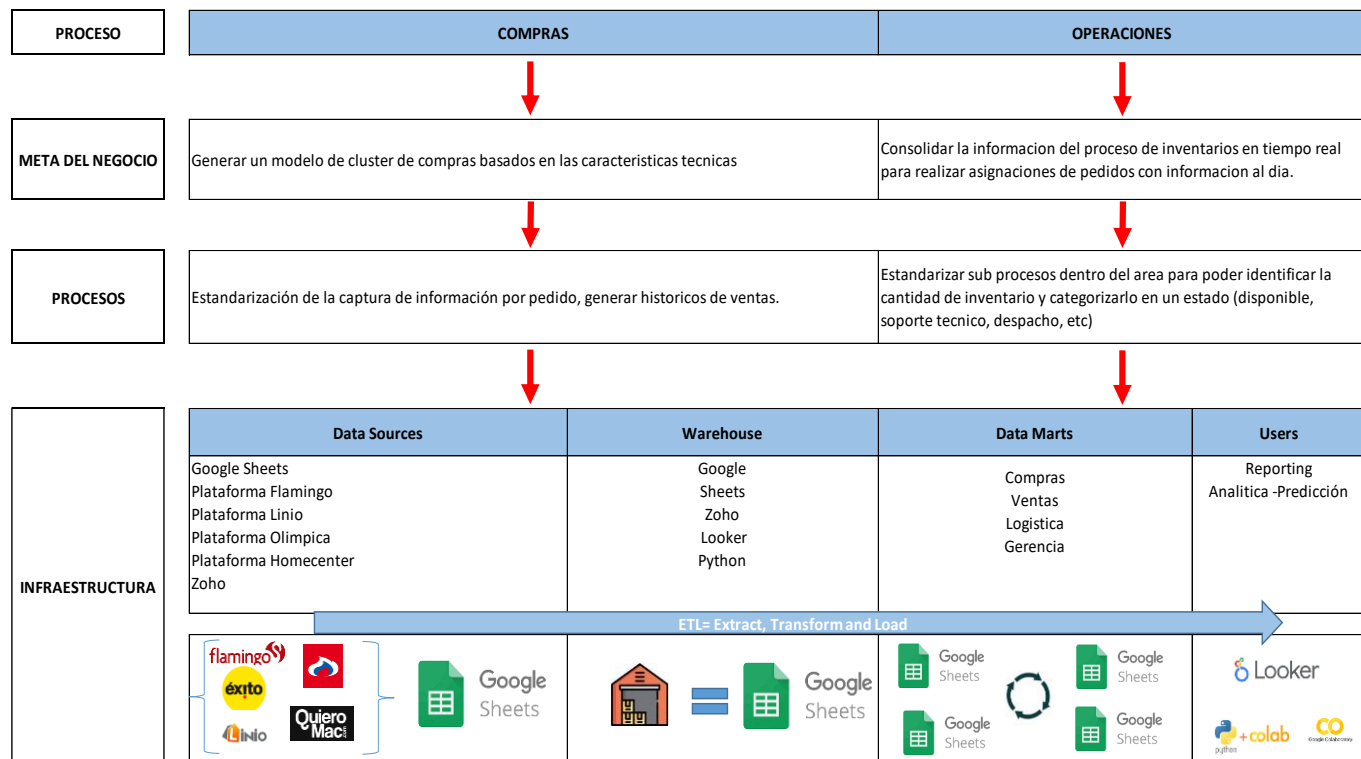 PROCESO
COMPRAS
OPERACIONES
META DEL NEGOCIO
Generar un modelo de cluster de compras basados en las caracteristicas tecnicas
Consolidar la informacion del proceso de inventarios en tiempo real
para realizar asignaciones de pedidos con informacion al dia.
PROCESOS
Estandarización de la captura de información por pedido, generar historicos de ventas.
Estandarizar sub procesos dentro del area para poder identificar la
cantidad de inventario y categorizarlo en un estado (disponible,
soporte tecnico, despacho, etc)
INFRAESTRUCTURA
Data Sources
Warehouse
Data Marts
Users
Google Sheets
Plataforma Flamingo
Plataforma Linio
Plataforma Olimpica
Plataforma Homecenter
Zoho
Google
Sheets
Zoho
Looker
Python
Compras
Ventas
Logistica
Gerencia
Reporting
Analitica -Predicción
ETL= Extract, Transform and Load
flamingo
éxito
Linio
Quiero
Mac.com
Google
Sheets
Google
Sheets
Google
Sheets
Google
Sheets
Google
Sheets
Google
Sheets
Looker
python
+ colab
CO
Google Colaboratory